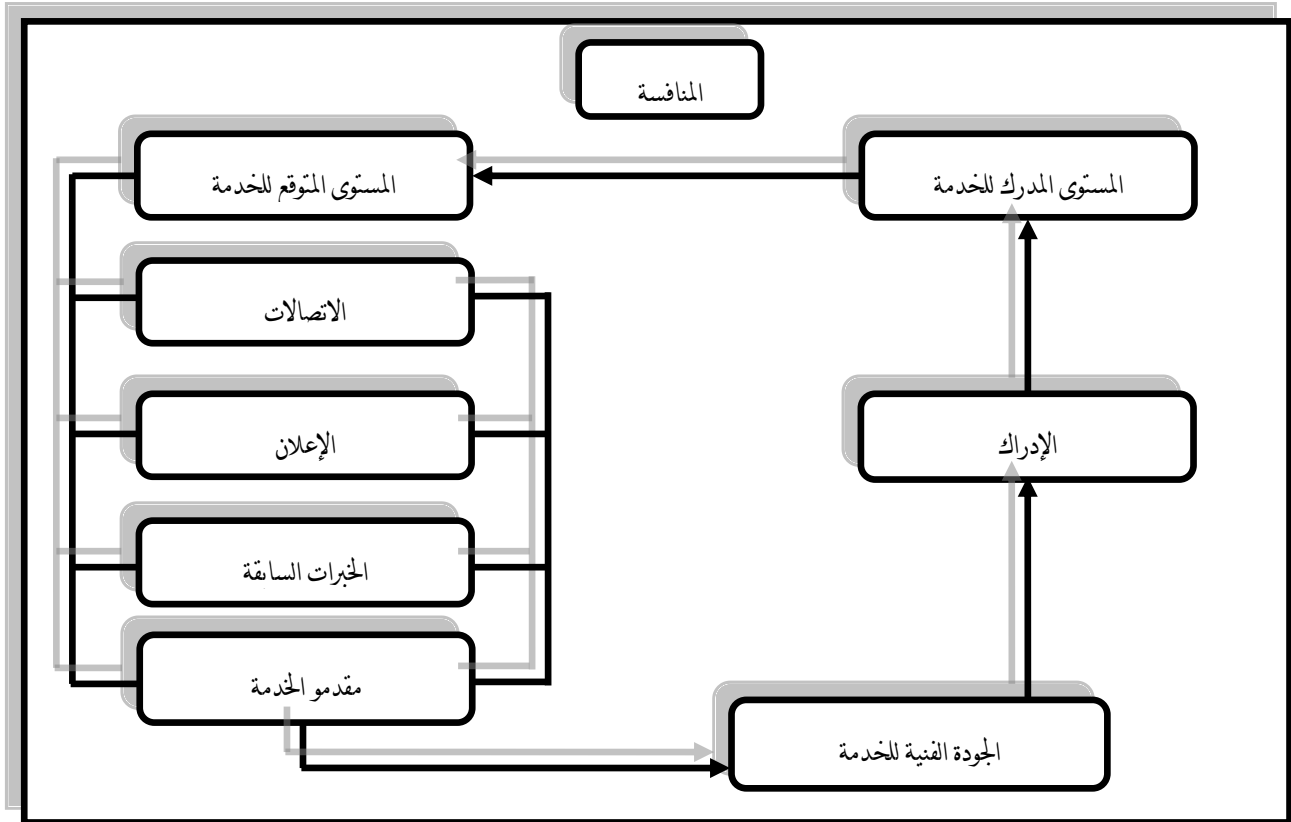 المنافسة
المستوى المدرك للخدمة
المستوى المتوقع للخدمة
الاتصالات
الإدراك
الإعلان
الخبرات السابقة
مقدمو الخدمة
الجودة الفنية للخدمة